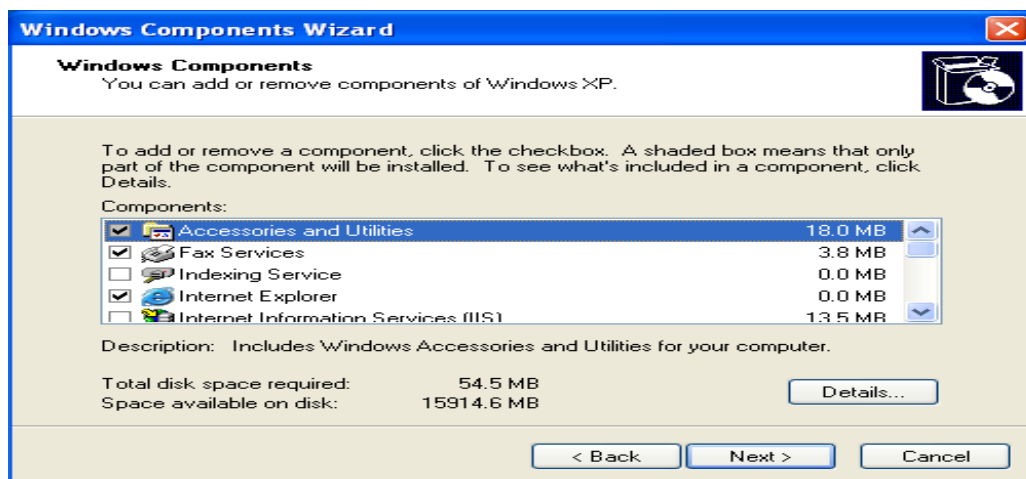 Windows Components Wizard
Windows Components
You can add or remove components of Windows XP.
To add or remove a component, click the checkbox. A shaded box means that only
part of the component will be installed. To see what's included in a component, click
Details.
Components:
Accessories and Utilities 18.0 MB
Fax Services 3.8 MB
Indexing Service 0.0 MB
Internet Explorer 0.0 MB
Internet Information Services (IIS) 13.5 MB
Description: Includes Windows Accessories and Utilities for your computer.
Total disk space required: 54.5 MB
Space available on disk: 15914.6 MB
Details...
< Back Next > Cancel